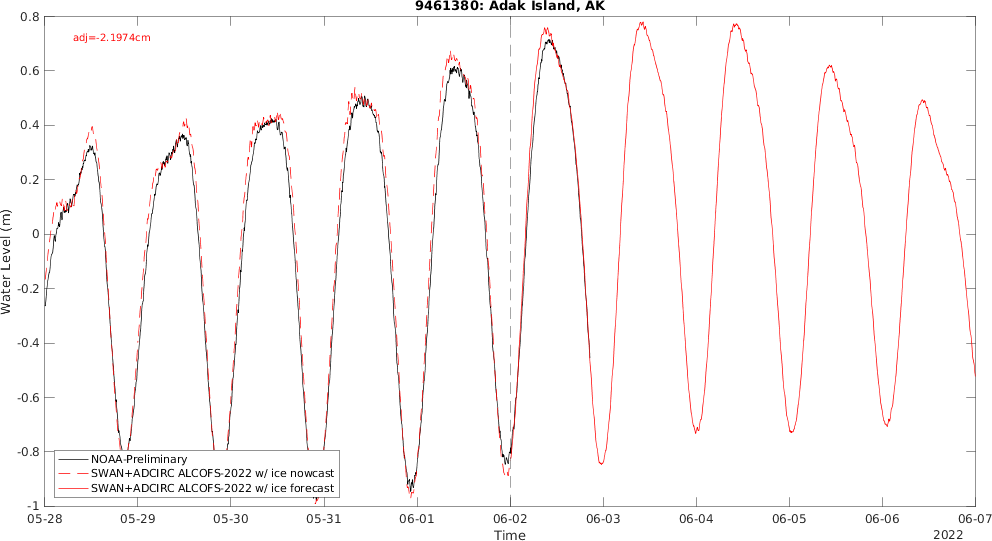 9461380: Adak Island, AK
adj=-2.1974cm
Water Level (m)
0.8
0.6
0.4
0.2
0
-0.2
-0.4
-0.6
-0.8
-1
NOAA-Preliminary
SWAN+ADCIRC ALCOFS-2022 w/ ice nowcast
SWAN+ADCIRC ALCOFS-2022 w/ ice forecast
05-28 05-29 05-30 05-31 06-01 06-02 06-03 06-04 06-05 06-06 06-07
Time
2022